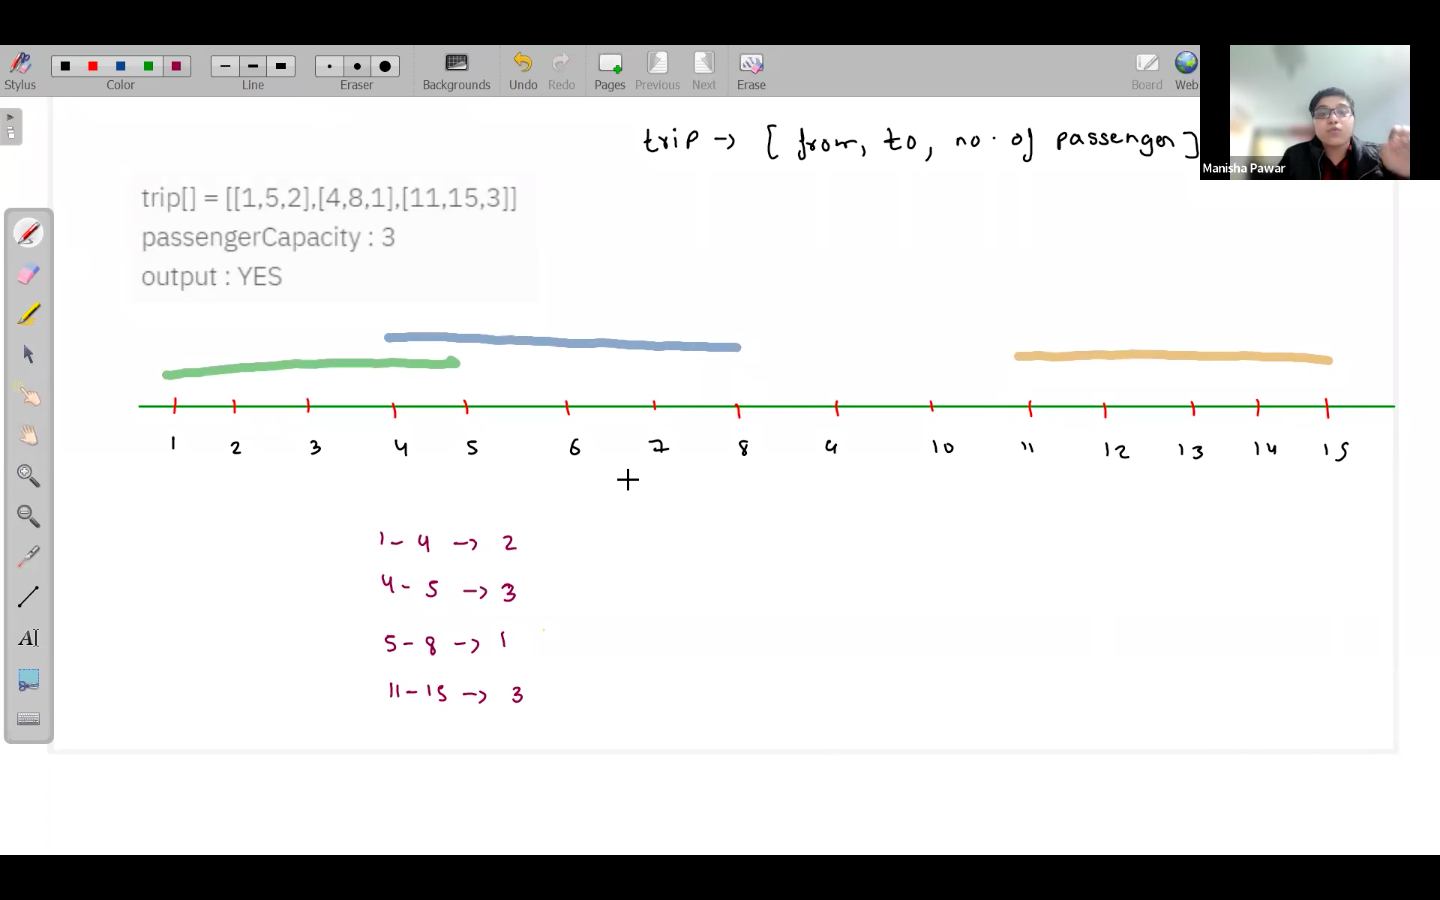 Stylus Color Line Eraser Backgrounds Undo Redo Pages Previous Next Erase Board Web
trip -> [ from, to, no. of passenger]
Manisha Pawar
trip[] = [[1,5,2],[4,8,1],[11,15,3]]
passengerCapacity : 3
output : YES
1 2 3 4 5 6 7 8 9 10 11 12 13 14 15
1 - 4 -> 2
4 - 5 -> 3
5 - 8 -> 1
11 - 15 -> 3
AI